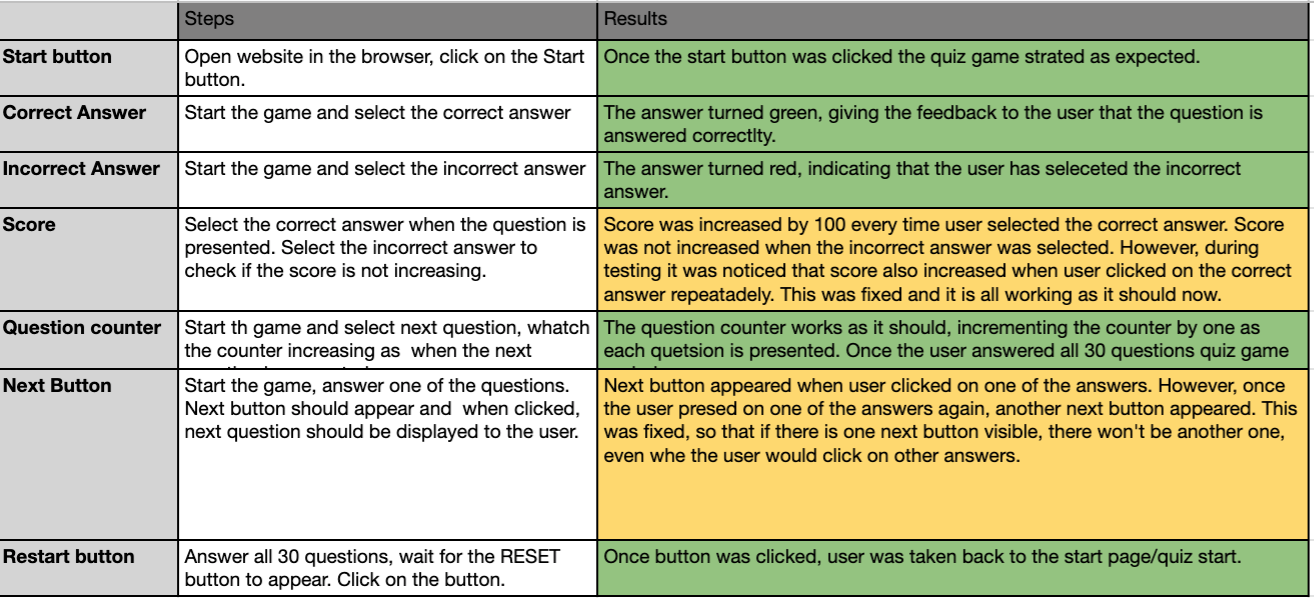 Steps
Results
Start button
Open website in the browser, click on the Start
button.
Once the start button was clicked the quiz game strated as expected.
Correct Answer
Start the game and select the correct answer
The answer turned green, giving the feedback to the user that the question is
answered correctlty.
Incorrect Answer
Start the game and select the incorrect answer
The answer turned red, indicating that the user has seleceted the incorrect
answer.
Score
Select the correct answer when the question is
presented. Select the incorrect answer to
check if the score is not increasing.
Score was increased by 100 every time user selected the correct answer. Score
was not increased when the incorrect answer was selected. However, during
testing it was noticed that score also increased when user clicked on the correct
answer repeatadely. This was fixed and it is all working as it should now.
Question counter
Start th game and select next question, whatch
the counter increasing as  when the next
The question counter works as it should, incrementing the counter by one as
each quetsion is presented. Once the user answered all 30 questions quiz game
Next Button
Start the game, answer one of the questions.
Next button should appear and  when clicked,
next question should be displayed to the user.
Next button appeared when user clicked on one of the answers. However, once
the user presed on one of the answers again, another next button appeared. This
was fixed, so that if there is one next button visible, there won't be another one,
even whe the user would click on other answers.
Restart button
Answer all 30 questions, wait for the RESET
button to appear. Click on the button.
Once button was clicked, user was taken back to the start page/quiz start.